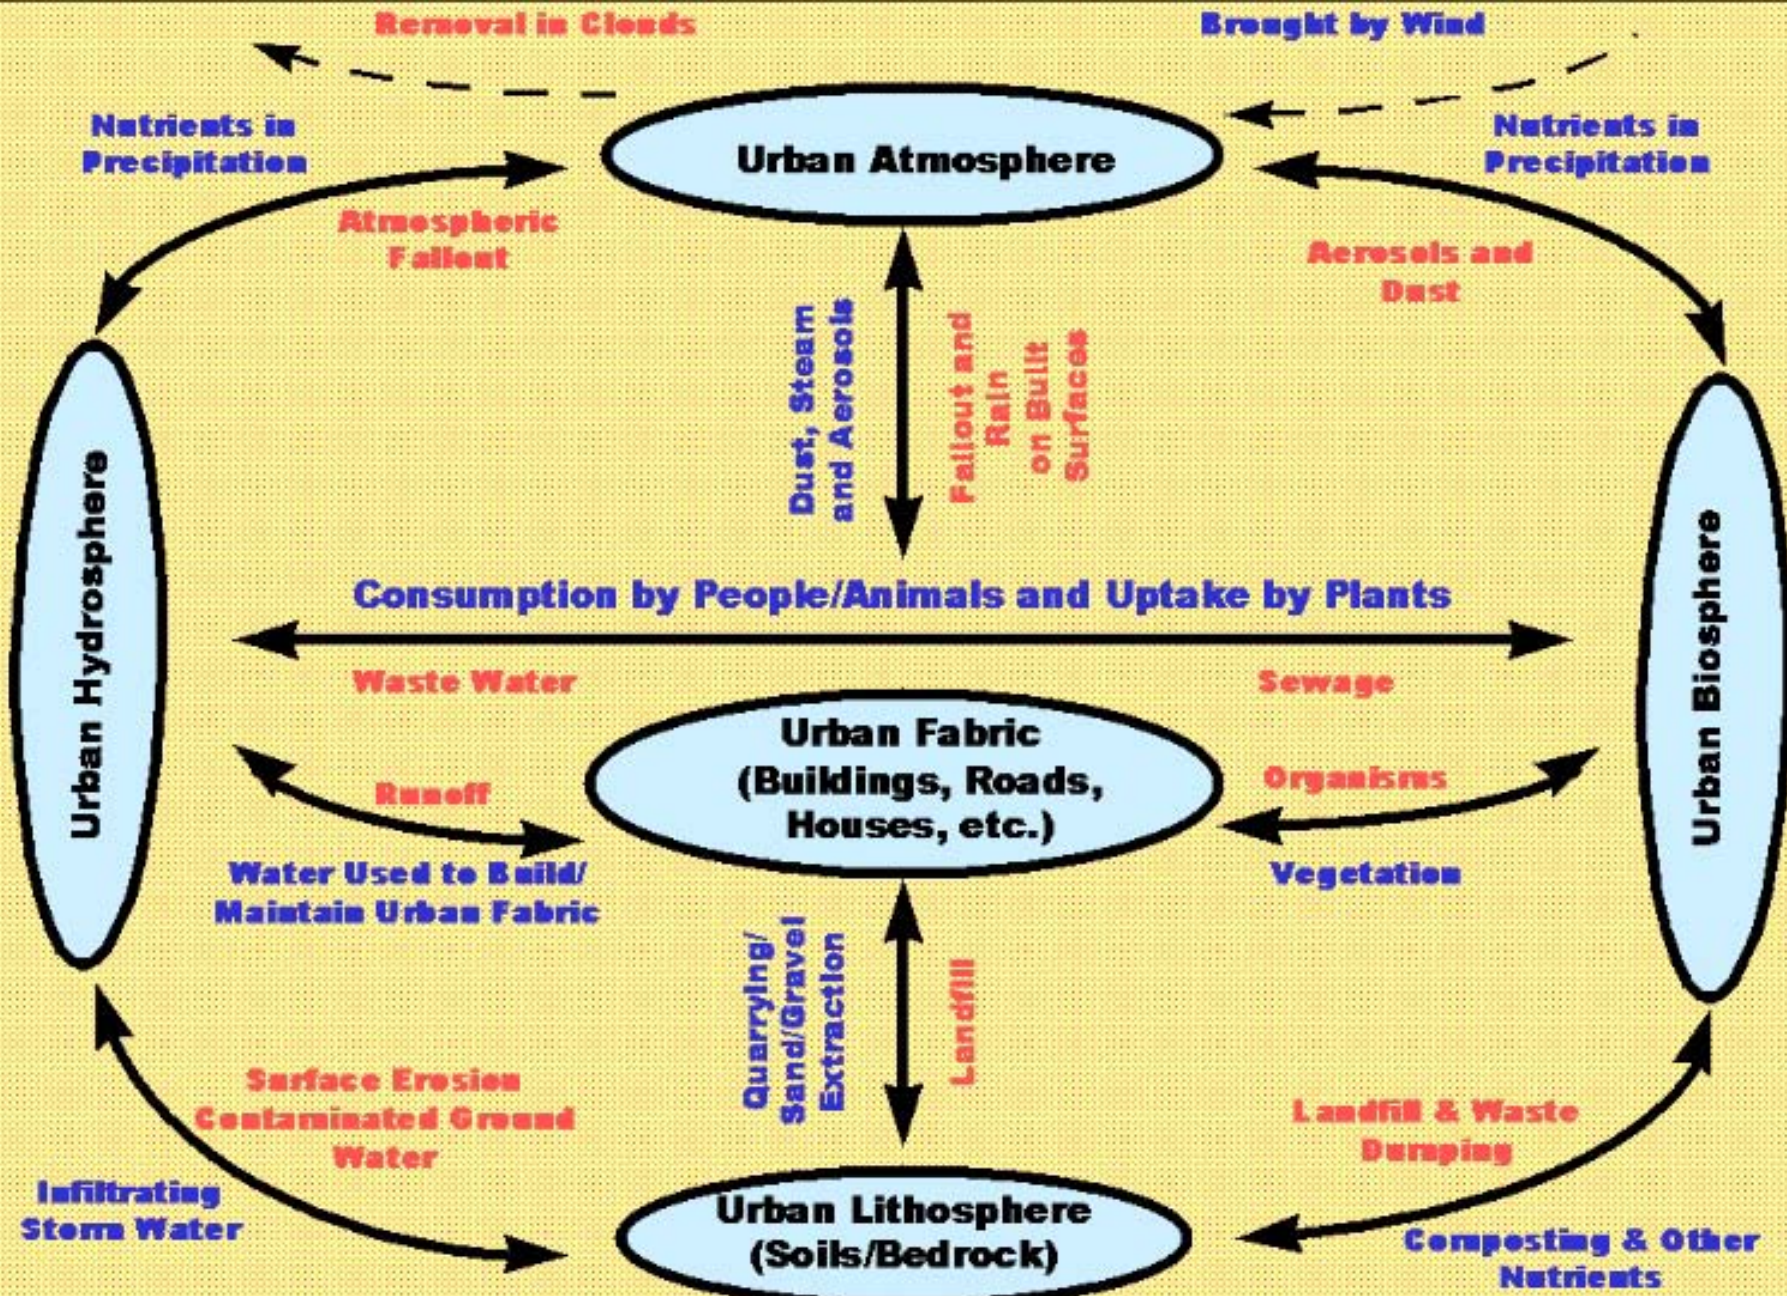 Removal in Clouds
Brought by Wind
Nutrients in
Precipitation
Urban Atmosphere
Nutrients in
Precipitation
Atmospheric
Fallout
Aerosols and
Dust
Dust, Steam
and Aerosols
Fallout and
Rain
on Built
Surfaces
Urban Hydrosphere
Urban Biosphere
Consumption by People/Animals and Uptake by Plants
Waste Water
Sewage
Urban Fabric
(Buildings, Roads,
Houses, etc.)
Runoff
Organisms
Water Used to Build/
Maintain Urban Fabric
Vegetation
Quarrying/
Sand/Gravel
Extraction
Landfill
Surface Erosion
Contaminated Ground
Water
Landfill & Waste
Dumping
Infiltrating
Storm Water
Urban Lithosphere
(Soils/Bedrock)
Composting & Other
Nutrients